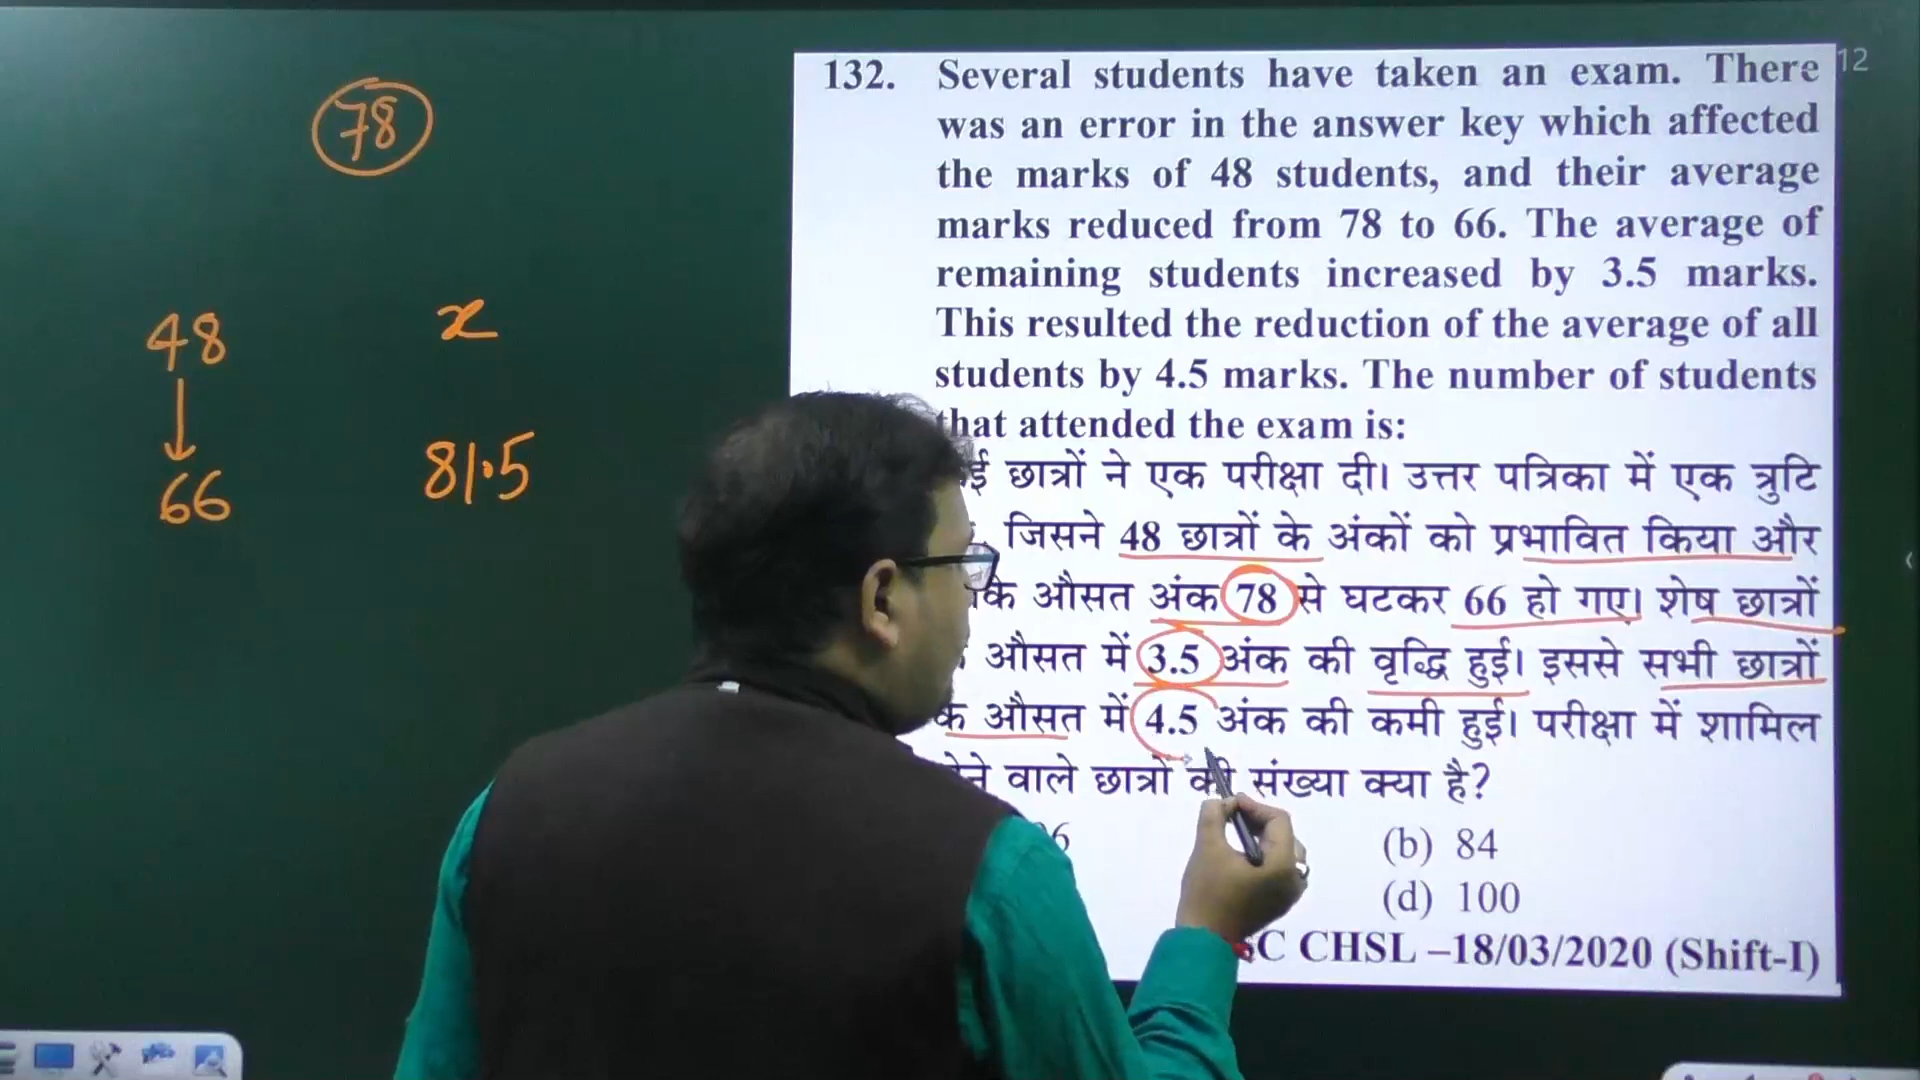 78
48
x
66
81.5
12
132. Several students have taken an exam. There
was an error in the answer key which affected
the marks of 48 students, and their average
marks reduced from 78 to 66. The average of
remaining students increased by 3.5 marks.
This resulted the reduction of the average of all
students by 4.5 marks. The number of students
that attended the exam is:
छात्रों ने एक परीक्षा दी। उत्तर पत्रिका में एक त्रुटि
जिसने 48 छात्रों के अंकों को प्रभावित किया और
औसत अंक 78 से घटकर 66 हो गए। शेष छात्रों
औसत में 3.5 अंक की वृद्धि हुई। इससे सभी छात्रों
औसत में 4.5 अंक की कमी हुई। परीक्षा में शामिल
वाले छात्रों की संख्या क्या है?
(b) 84
(d) 100
CHSL –18/03/2020 (Shift-I)